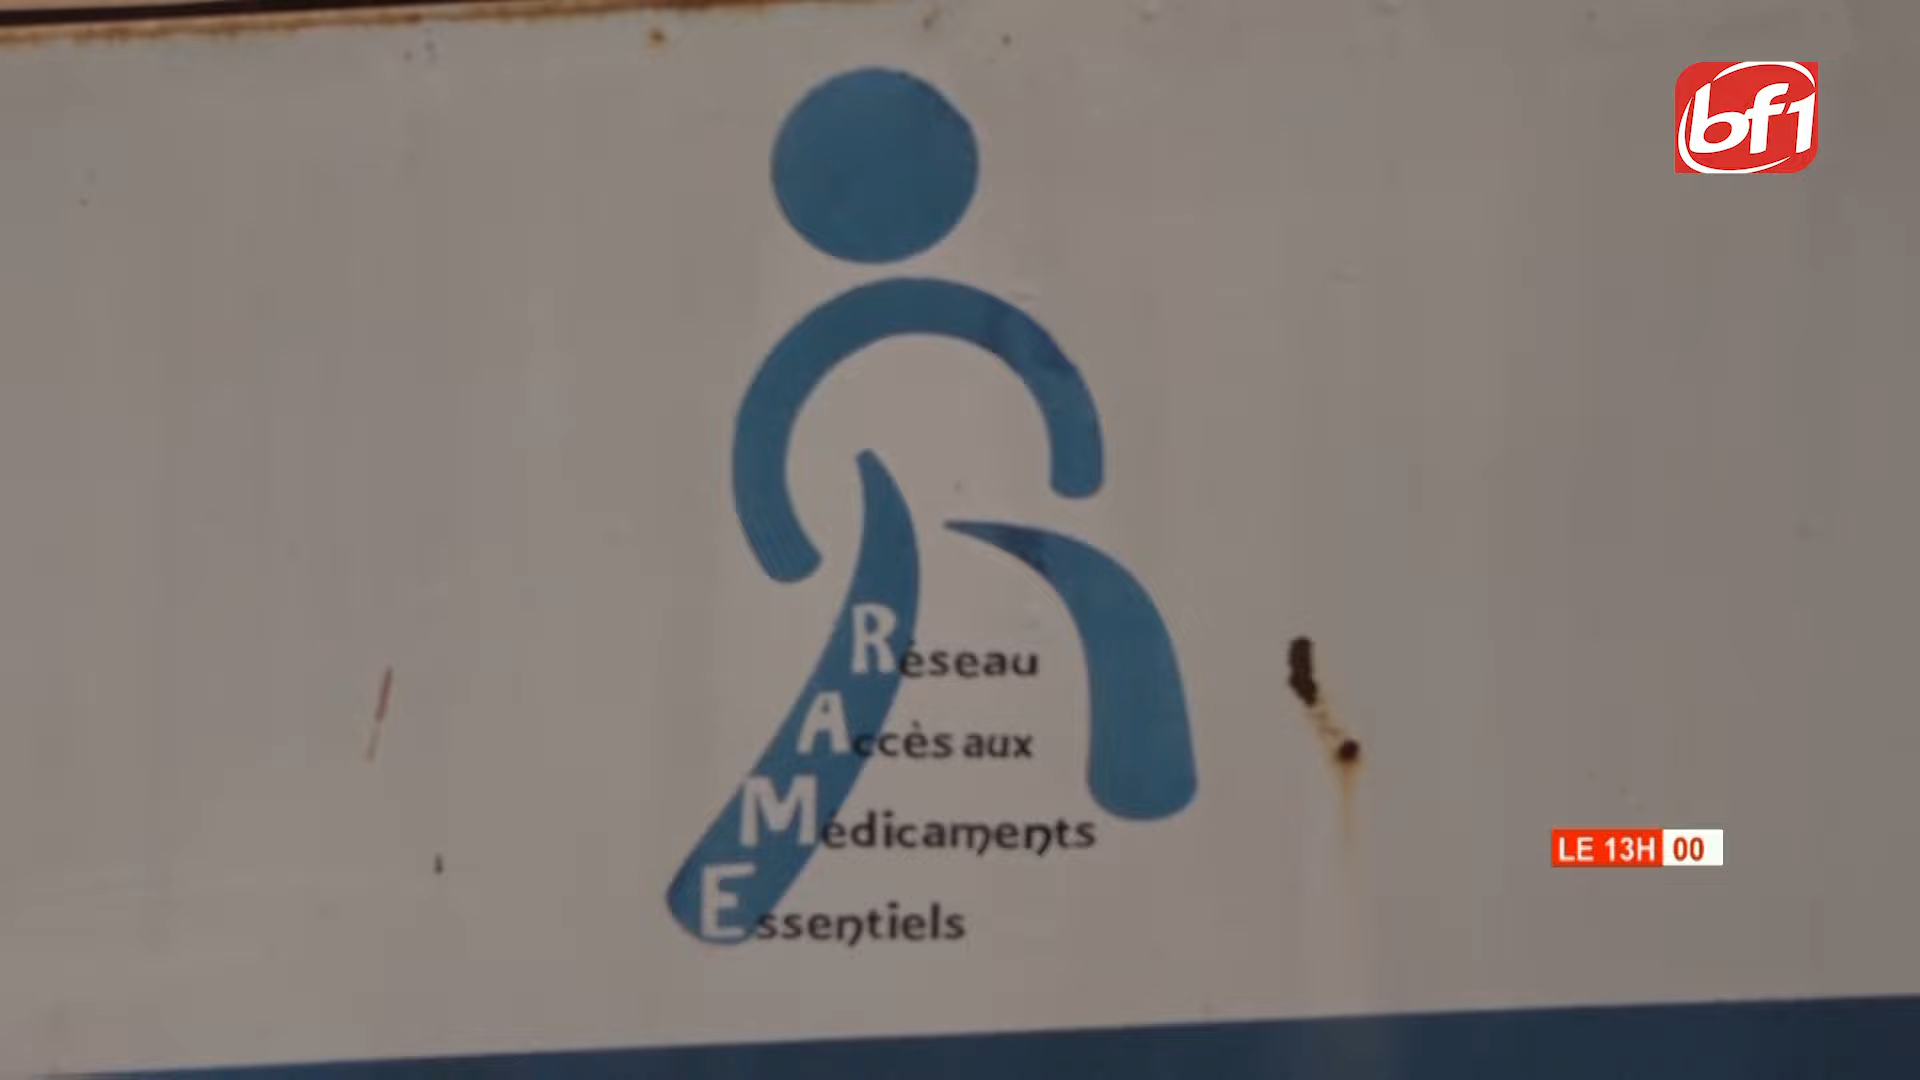 bf1
Réseau
Accès aux
Médicaments
Essentiels
LE 13H 00